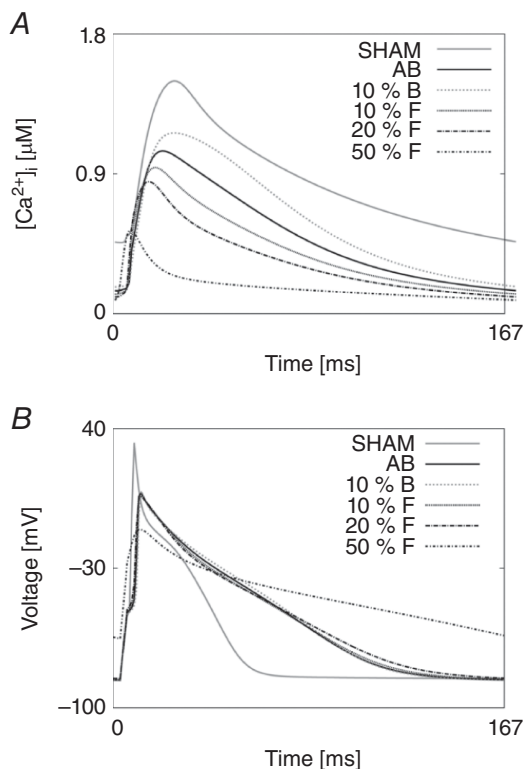 A
1.8
0.9
0
[Ca²⁺]ᵢ [μM]
SHAM
AB
10 % B
10 % F
20 % F
50 % F
0
167
Time [ms]
B
40
−30
−100
Voltage [mV]
SHAM
AB
10 % B
10 % F
20 % F
50 % F
0
167
Time [ms]